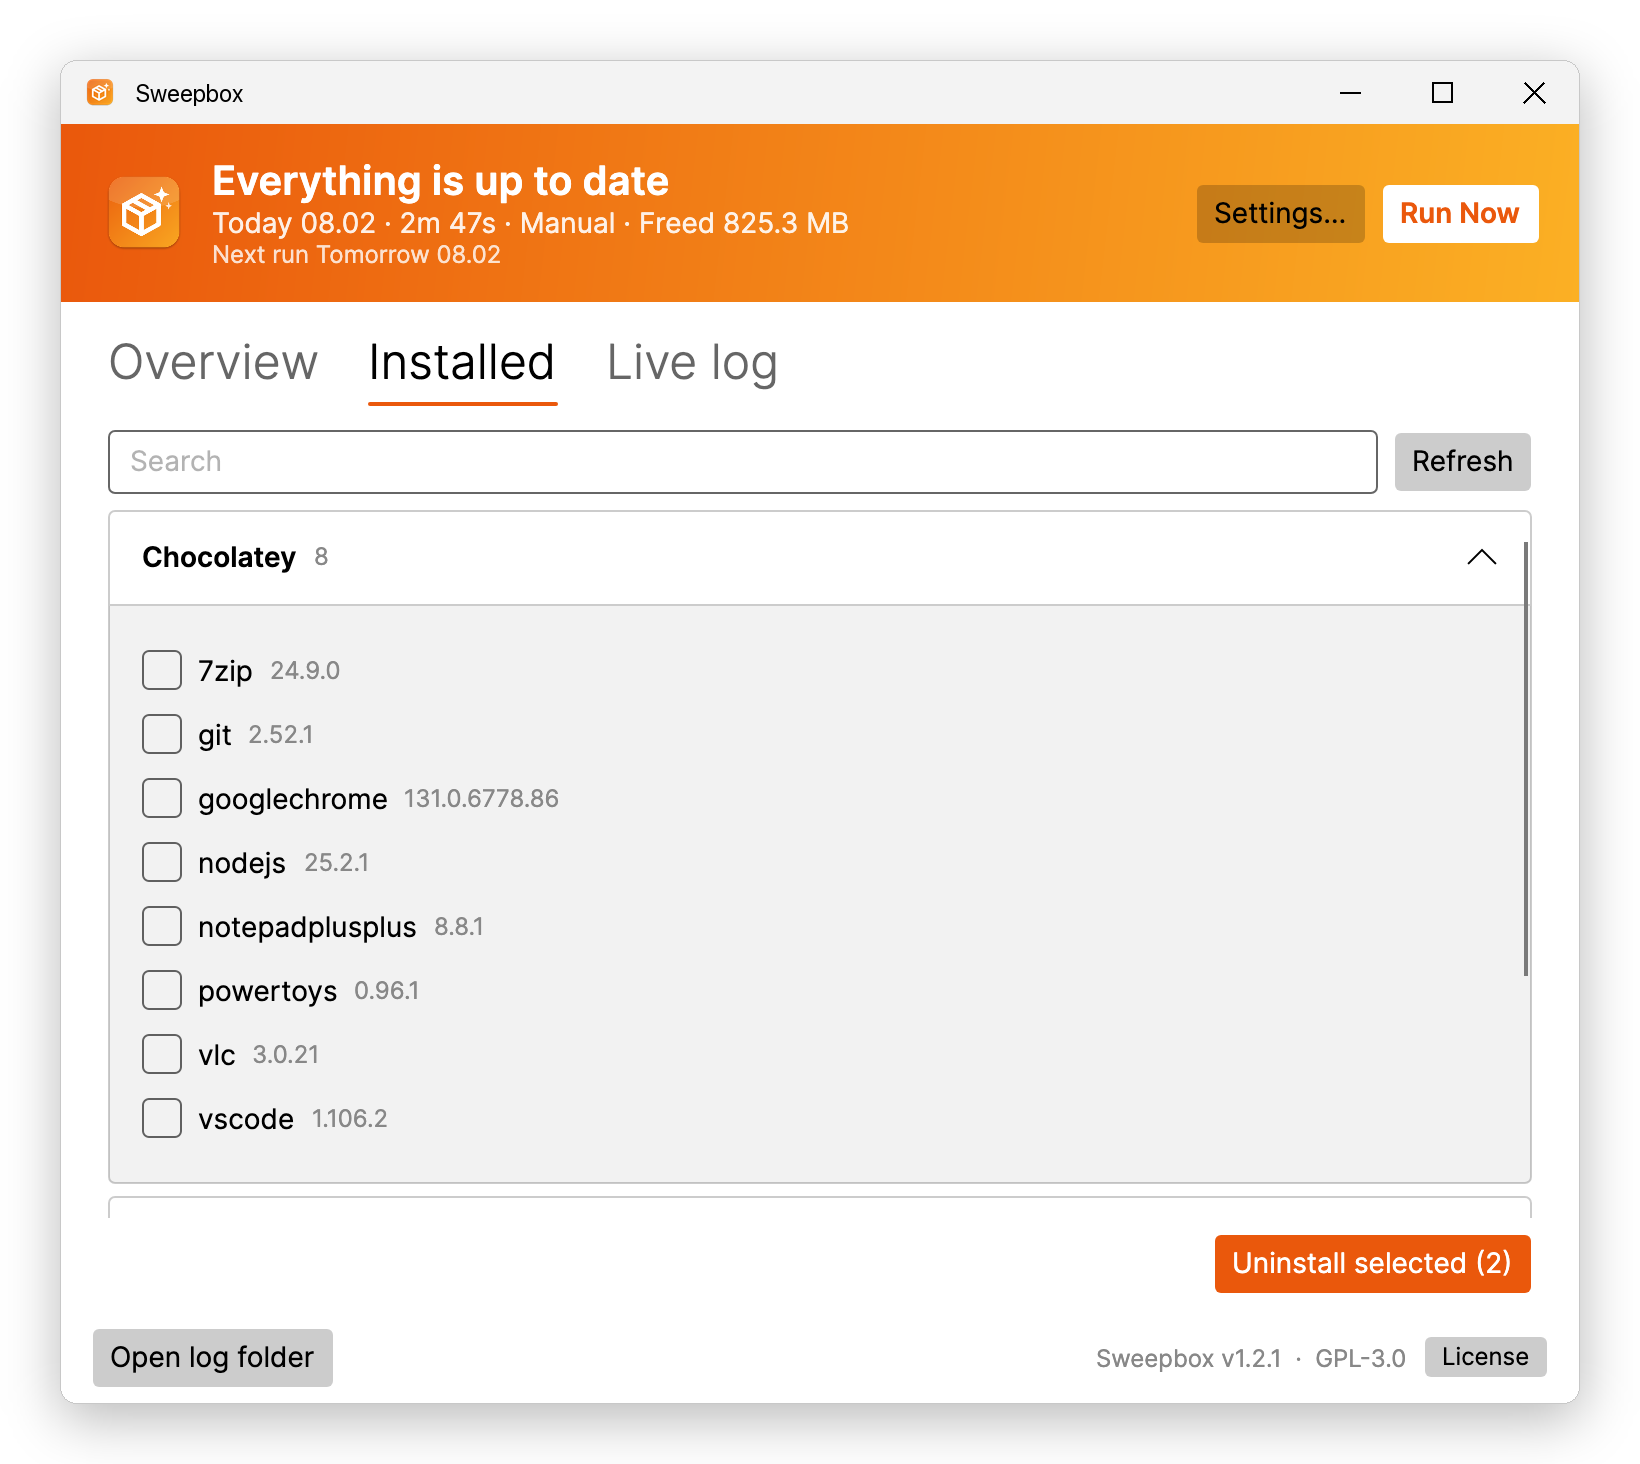 Sweepbox
Everything is up to date
Today 08.02 · 2m 47s · Manual · Freed 825.3 MB
Next run Tomorrow 08.02
Settings...
Run Now
Overview
Installed
Live log
Search
Refresh
Chocolatey 8
7zip 24.9.0
git 2.52.1
googlechrome 131.0.6778.86
nodejs 25.2.1
notepadplusplus 8.8.1
powertoys 0.96.1
vlc 3.0.21
vscode 1.106.2
Uninstall selected (2)
Open log folder
Sweepbox v1.2.1 · GPL-3.0
License